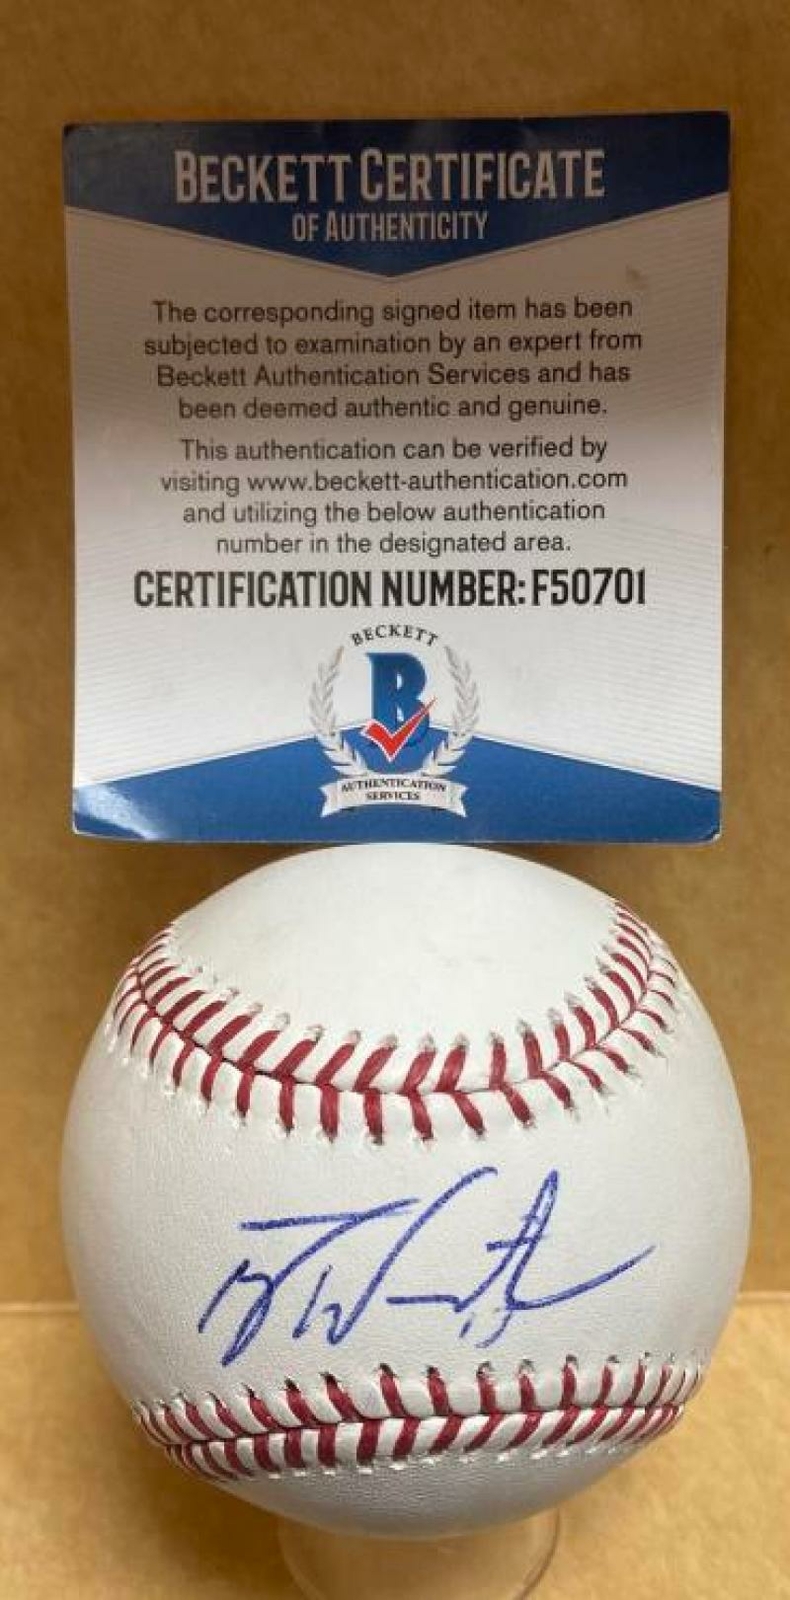 BECKETT CERTIFICATE
OF AUTHENTICITY
The corresponding signed item has been
subjected to examination by an expert from
Beckett Authentication Services and has
been deemed authentic and genuine.
This authentication can be verified by
visiting www.beckett-authentication.com
and utilizing the below authentication
number in the designated area.
CERTIFICATION NUMBER: F50701
BECKETT
B
AUTHENTICATION
SERVICES